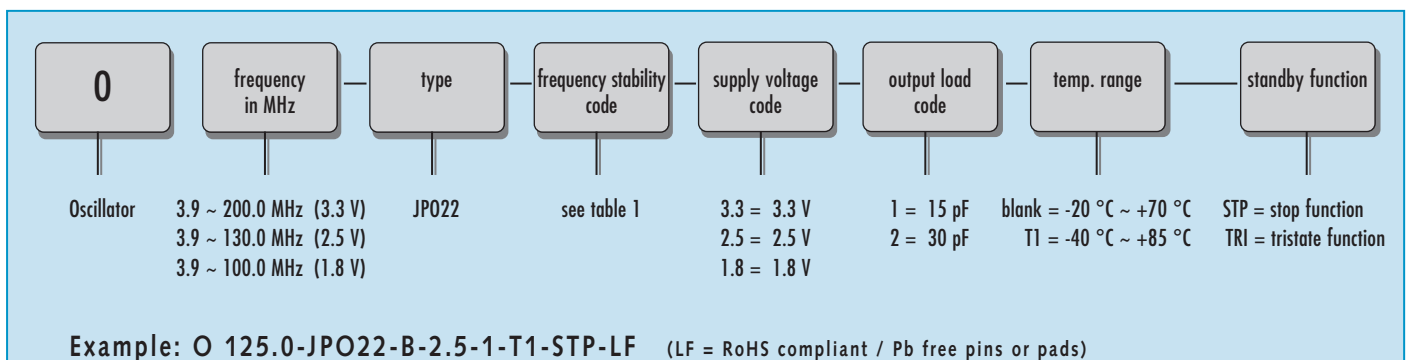 O
frequency
in MHz
type
frequency stability
code
supply voltage
code
output load
code
temp. range
standby function
Oscillator
3.9 ~ 200.0 MHz (3.3 V)
3.9 ~ 130.0 MHz (2.5 V)
3.9 ~ 100.0 MHz (1.8 V)
JPO22
see table 1
3.3 = 3.3 V
2.5 = 2.5 V
1.8 = 1.8 V
1 = 15 pF
2 = 30 pF
blank = -20 °C ~ +70 °C
T1 = -40 °C ~ +85 °C
STP = stop function
TRI = tristate function
Example: O 125.0-JPO22-B-2.5-1-T1-STP-LF (LF = RoHS compliant / Pb free pins or pads)